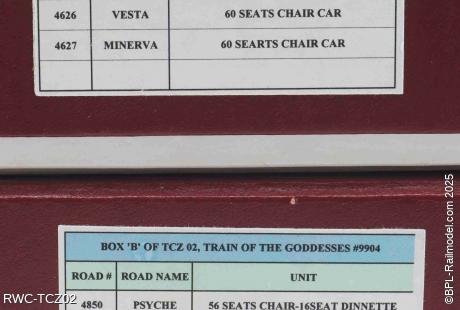 4626 VESTA 60 SEATS CHAIR CAR
4627 MINERVA 60 SEARTS CHAIR CAR
BOX 'B' OF TCZ 02, TRAIN OF THE GODDESSES #9904
ROAD # ROAD NAME UNIT
4850 PSYCHE 56 SEATS CHAIR-16SEAT DINNETTE
RWC-TCZ02
©BPL-Railmodel.com 2025